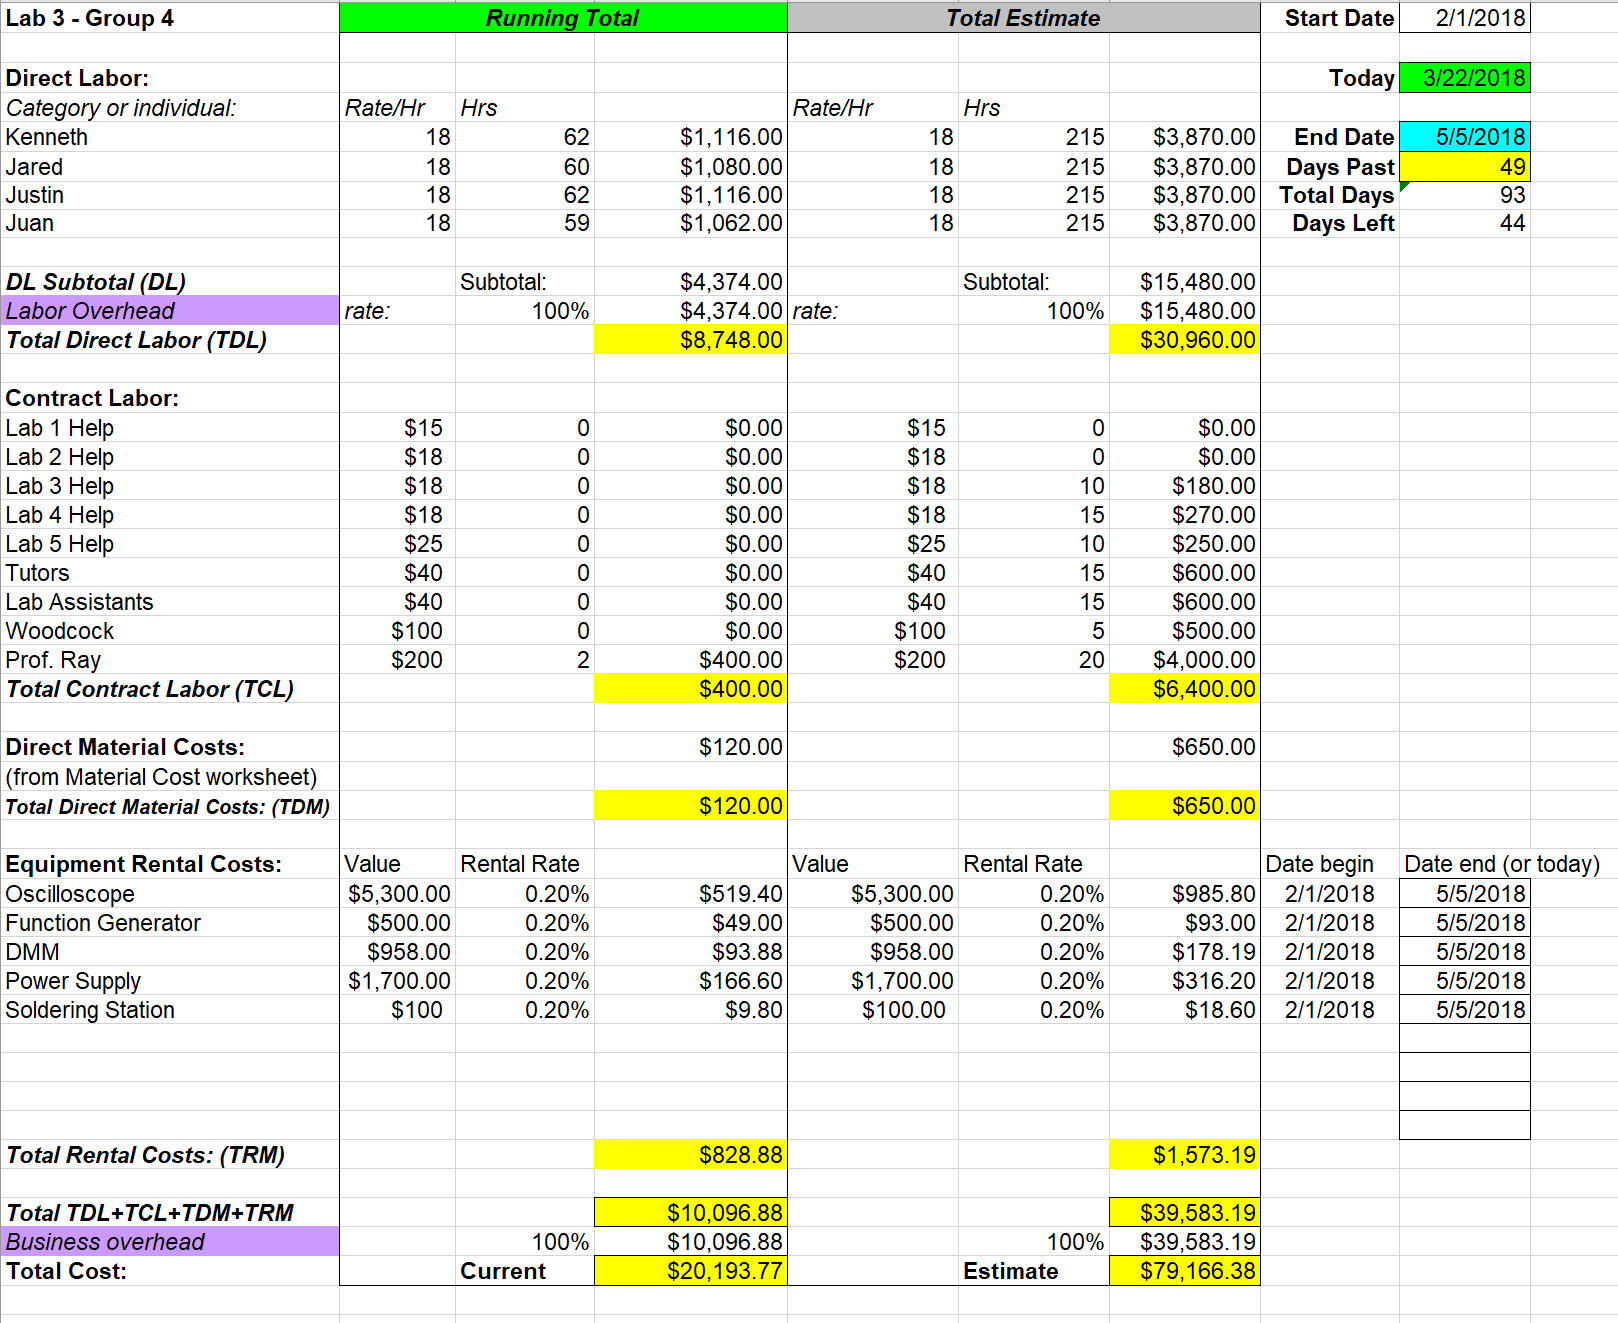 Lab 3 - Group 4 Running Total Total Estimate Start Date 2/1/2018
Direct Labor: Today 3/22/2018
Category or individual: Rate/Hr Hrs Rate/Hr Hrs
Kenneth 18 62 $1,116.00 18 215 $3,870.00 End Date 5/5/2018
Jared 18 60 $1,080.00 18 215 $3,870.00 Days Past 49
Justin 18 62 $1,116.00 18 215 $3,870.00 Total Days 93
Juan 18 59 $1,062.00 18 215 $3,870.00 Days Left 44
DL Subtotal (DL) Subtotal: $4,374.00 Subtotal: $15,480.00
Labor Overhead rate: 100% $4,374.00 rate: 100% $15,480.00
Total Direct Labor (TDL) $8,748.00 $30,960.00
Contract Labor:
Lab 1 Help $15 0 $0.00 $15 0 $0.00
Lab 2 Help $18 0 $0.00 $18 0 $0.00
Lab 3 Help $18 0 $0.00 $18 10 $180.00
Lab 4 Help $18 0 $0.00 $18 15 $270.00
Lab 5 Help $25 0 $0.00 $25 10 $250.00
Tutors $40 0 $0.00 $40 15 $600.00
Lab Assistants $40 0 $0.00 $40 15 $600.00
Woodcock $100 0 $0.00 $100 5 $500.00
Prof. Ray $200 2 $400.00 $200 20 $4,000.00
Total Contract Labor (TCL) $400.00 $6,400.00
Direct Material Costs: $120.00 $650.00
(from Material Cost worksheet)
Total Direct Material Costs: (TDM) $120.00 $650.00
Equipment Rental Costs: Value Rental Rate Value Rental Rate Date begin Date end (or today)
Oscilloscope $5,300.00 0.20% $519.40 $5,300.00 0.20% $985.80 2/1/2018 5/5/2018
Function Generator $500.00 0.20% $49.00 $500.00 0.20% $93.00 2/1/2018 5/5/2018
DMM $958.00 0.20% $93.88 $958.00 0.20% $178.19 2/1/2018 5/5/2018
Power Supply $1,700.00 0.20% $166.60 $1,700.00 0.20% $316.20 2/1/2018 5/5/2018
Soldering Station $100 0.20% $9.80 $100.00 0.20% $18.60 2/1/2018 5/5/2018
Total Rental Costs: (TRM) $828.88 $1,573.19
Total TDL+TCL+TDM+TRM $10,096.88 $39,583.19
Business overhead 100% $10,096.88 100% $39,583.19
Total Cost: Current $20,193.77 Estimate $79,166.38